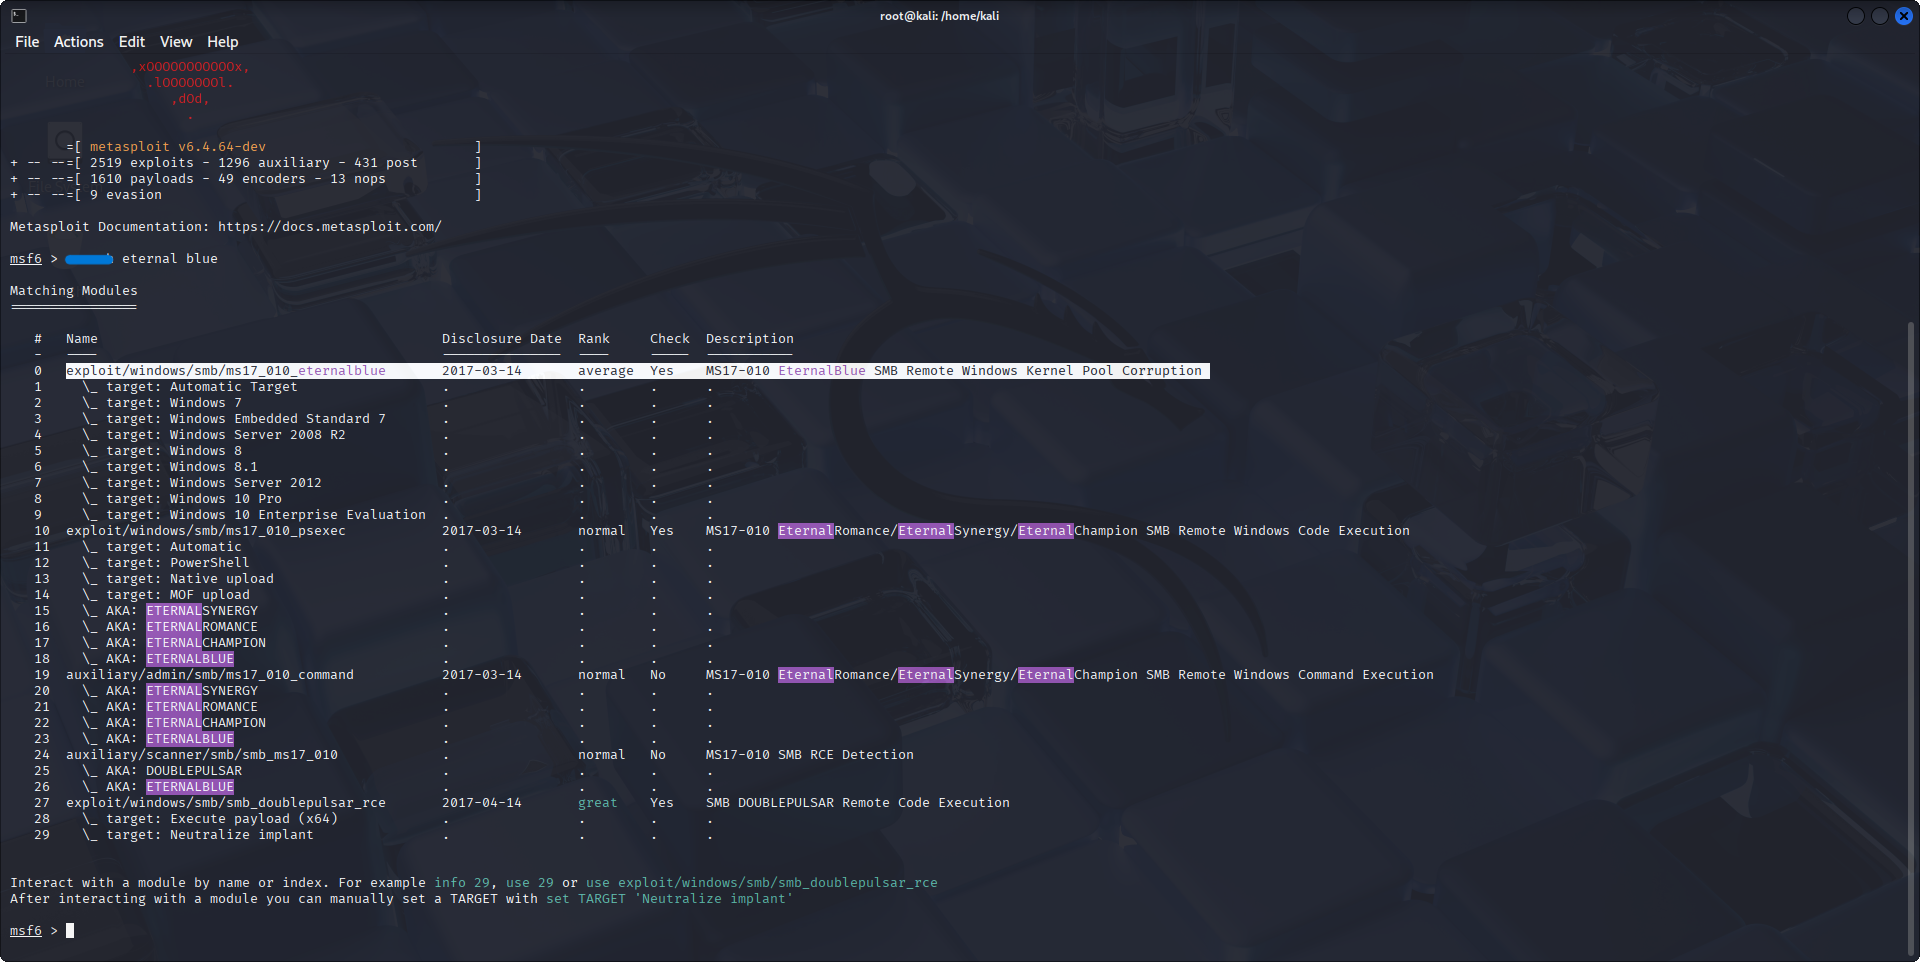 root@kali: /home/kali
File Actions Edit View Help
,xOOOOOOOOOOOx,
.lOOOOOOOl.
,dOd,
.
=[ metasploit v6.4.64-dev ]
+ -- --=[ 2519 exploits - 1296 auxiliary - 431 post ]
+ -- --=[ 1610 payloads - 49 encoders - 13 nops ]
+ -- --=[ 9 evasion ]
Metasploit Documentation: https://docs.metasploit.com/
msf6 > eternal blue
Matching Modules
================
# Name Disclosure Date Rank Check Description
- ---- --------------- ---- ----- -----------
0 exploit/windows/smb/ms17_010_eternalblue 2017-03-14 average Yes MS17-010 EternalBlue SMB Remote Windows Kernel Pool Corruption
1 \_ target: Automatic Target . . . .
2 \_ target: Windows 7 . . . .
3 \_ target: Windows Embedded Standard 7 . . . .
4 \_ target: Windows Server 2008 R2 . . . .
5 \_ target: Windows 8 . . . .
6 \_ target: Windows 8.1 . . . .
7 \_ target: Windows Server 2012 . . . .
8 \_ target: Windows 10 Pro . . . .
9 \_ target: Windows 10 Enterprise Evaluation . . . .
10 exploit/windows/smb/ms17_010_psexec 2017-03-14 normal Yes MS17-010 EternalRomance/EternalSynergy/EternalChampion SMB Remote Windows Code Execution
11 \_ target: Automatic . . . .
12 \_ target: PowerShell . . . .
13 \_ target: Native upload . . . .
14 \_ target: MOF upload . . . .
15 \_ AKA: ETERNALSYNERGY . . . .
16 \_ AKA: ETERNALROMANCE . . . .
17 \_ AKA: ETERNALCHAMPION . . . .
18 \_ AKA: ETERNALBLUE . . . .
19 auxiliary/admin/smb/ms17_010_command 2017-03-14 normal No MS17-010 EternalRomance/EternalSynergy/EternalChampion SMB Remote Windows Command Execution
20 \_ AKA: ETERNALSYNERGY . . . .
21 \_ AKA: ETERNALROMANCE . . . .
22 \_ AKA: ETERNALCHAMPION . . . .
23 \_ AKA: ETERNALBLUE . . . .
24 auxiliary/scanner/smb/smb_ms17_010 . normal No MS17-010 SMB RCE Detection
25 \_ AKA: DOUBLEPULSAR . . . .
26 \_ AKA: ETERNALBLUE . . . .
27 exploit/windows/smb/smb_doublepulsar_rce 2017-04-14 great Yes SMB DOUBLEPULSAR Remote Code Execution
28 \_ target: Execute payload (x64) . . . .
29 \_ target: Neutralize implant . . . .
Interact with a module by name or index. For example info 29, use 29 or use exploit/windows/smb/smb_doublepulsar_rce
After interacting with a module you can manually set a TARGET with set TARGET 'Neutralize implant'
msf6 >